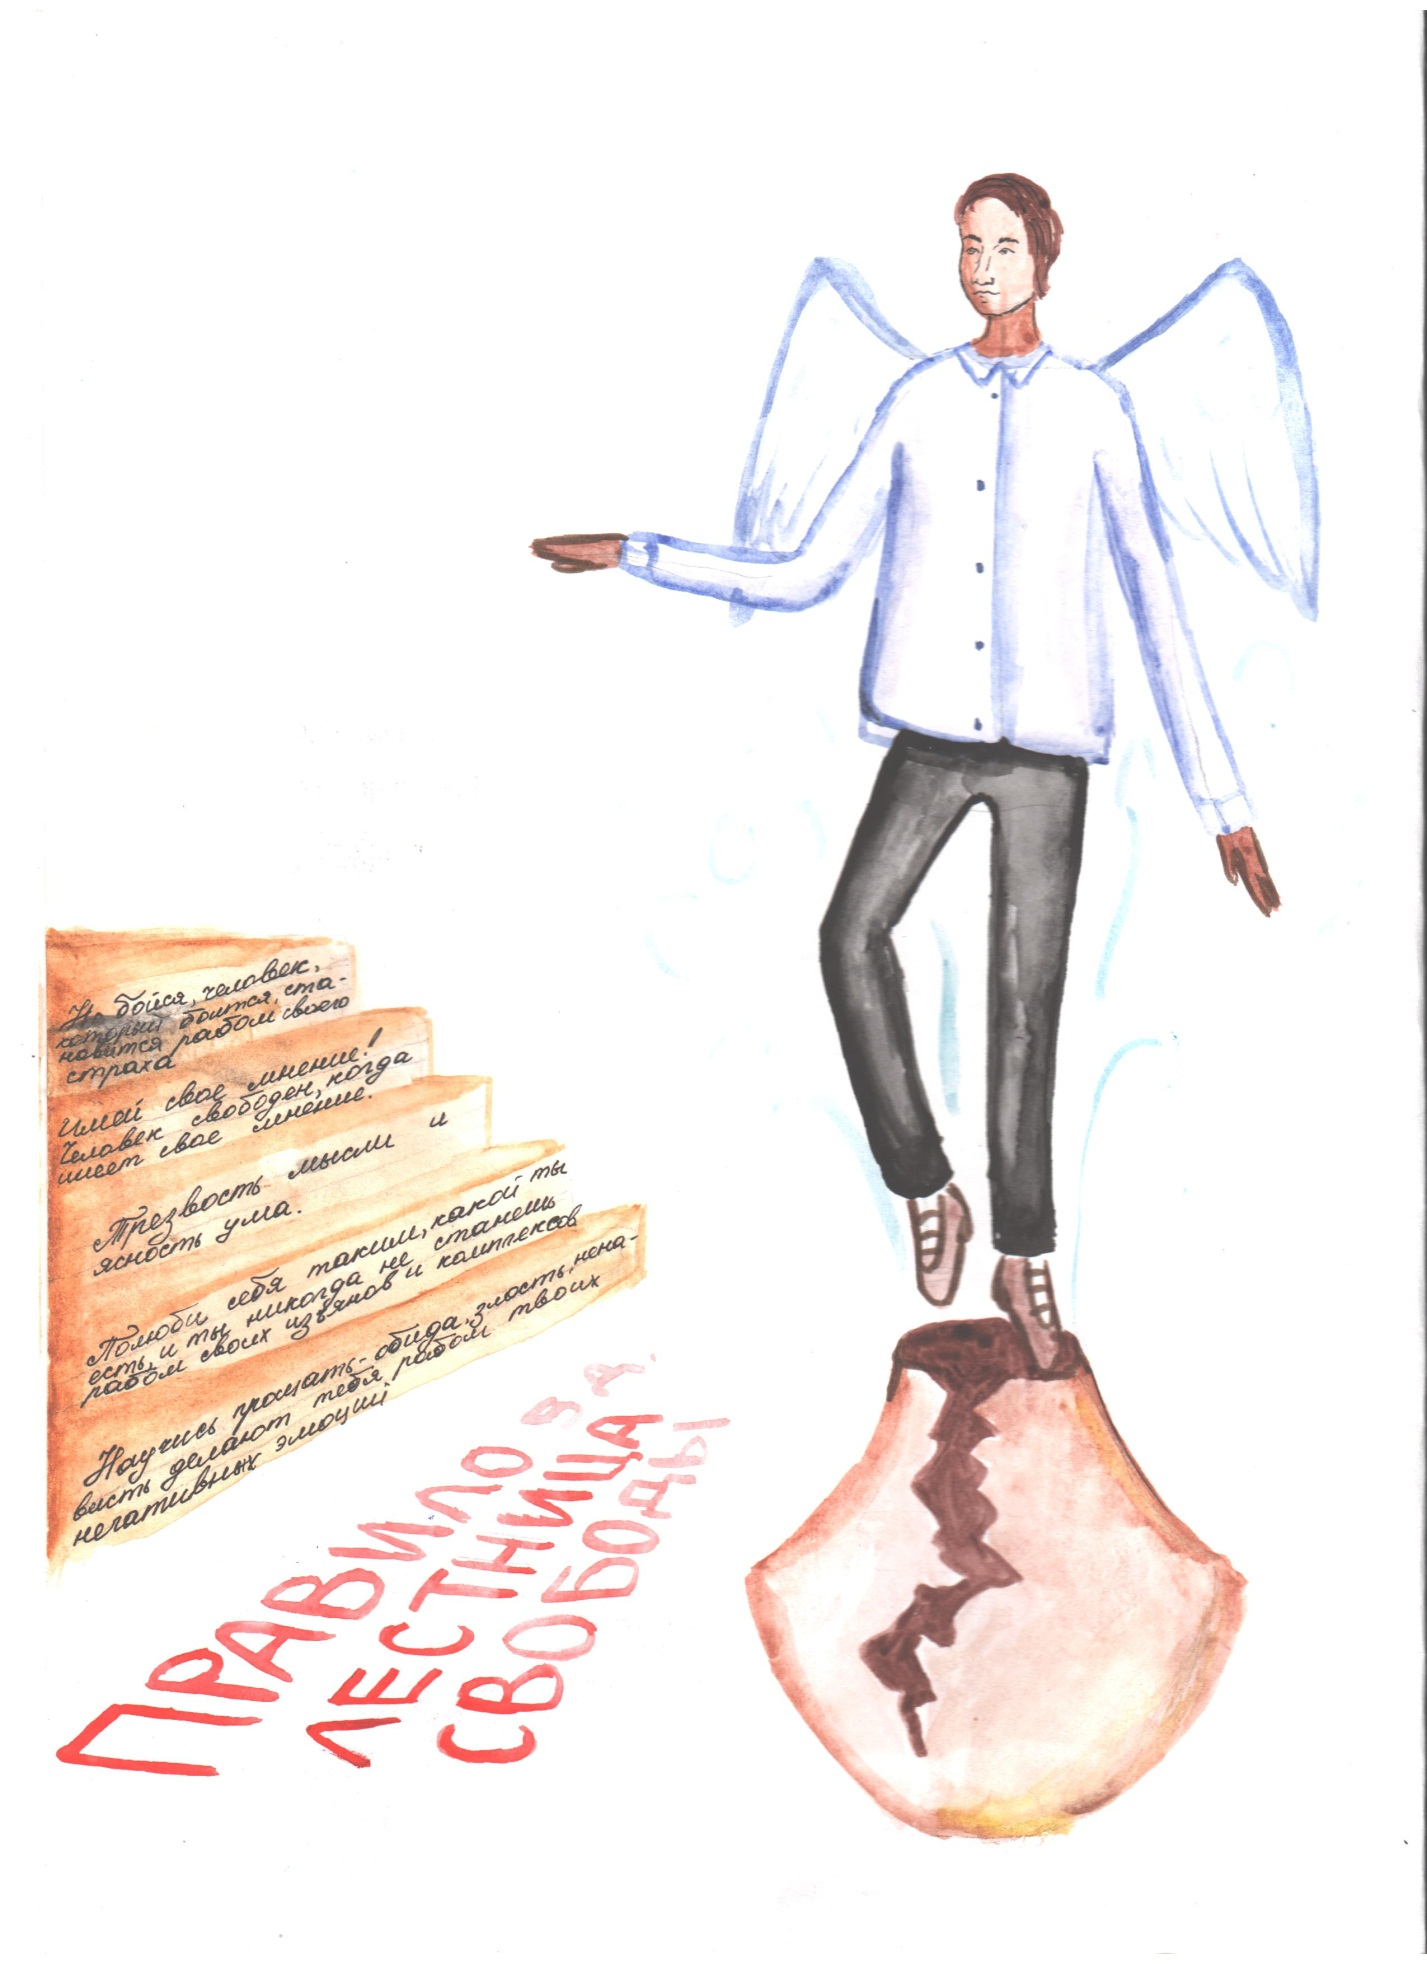 Не бойся, человек,
который боится, ста-
новится рабом своего
страха
Имей свое мнение!
Человек свободен, когда
имеет свое мнение.
Трезвость мысли и
ясность ума.
Полюби себя таким, какой ты
есть, и ты никогда не станешь
рабом своих изъянов и комплексов
Научись прощать - обида, злость, нена-
висть делают тебя рабом твоих
негативных эмоций
ПРАВИЛО ЗА
ЛЕСТНИЦА
СВОБОДЫ